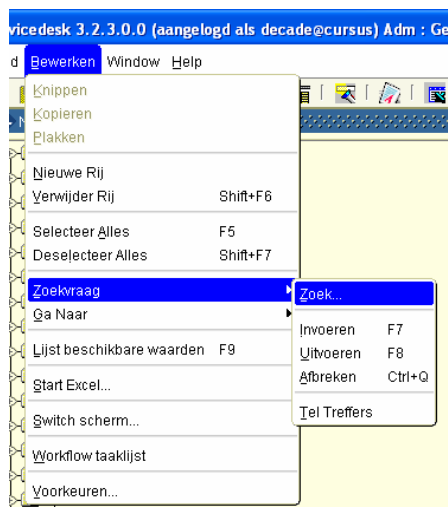 vicedesk 3.2.3.0.0 (aangelogd als decade@cursus) Adm : Ge
d Bewerken Window Help
Knippen
Kopieren
Plakken
Nieuwe Rij
Verwijder Rij Shift+F6
Selecteer Alles F5
Deselecteer Alles Shift+F7
Zoekvraag
Zoek...
Ga Naar
Invoeren F7
Uitvoeren F8
Afbreken Ctrl+Q
Tel Treffers
Lijst beschikbare waarden F9
Start Excel...
Switch scherm...
Workflow taaklijst
Voorkeuren...